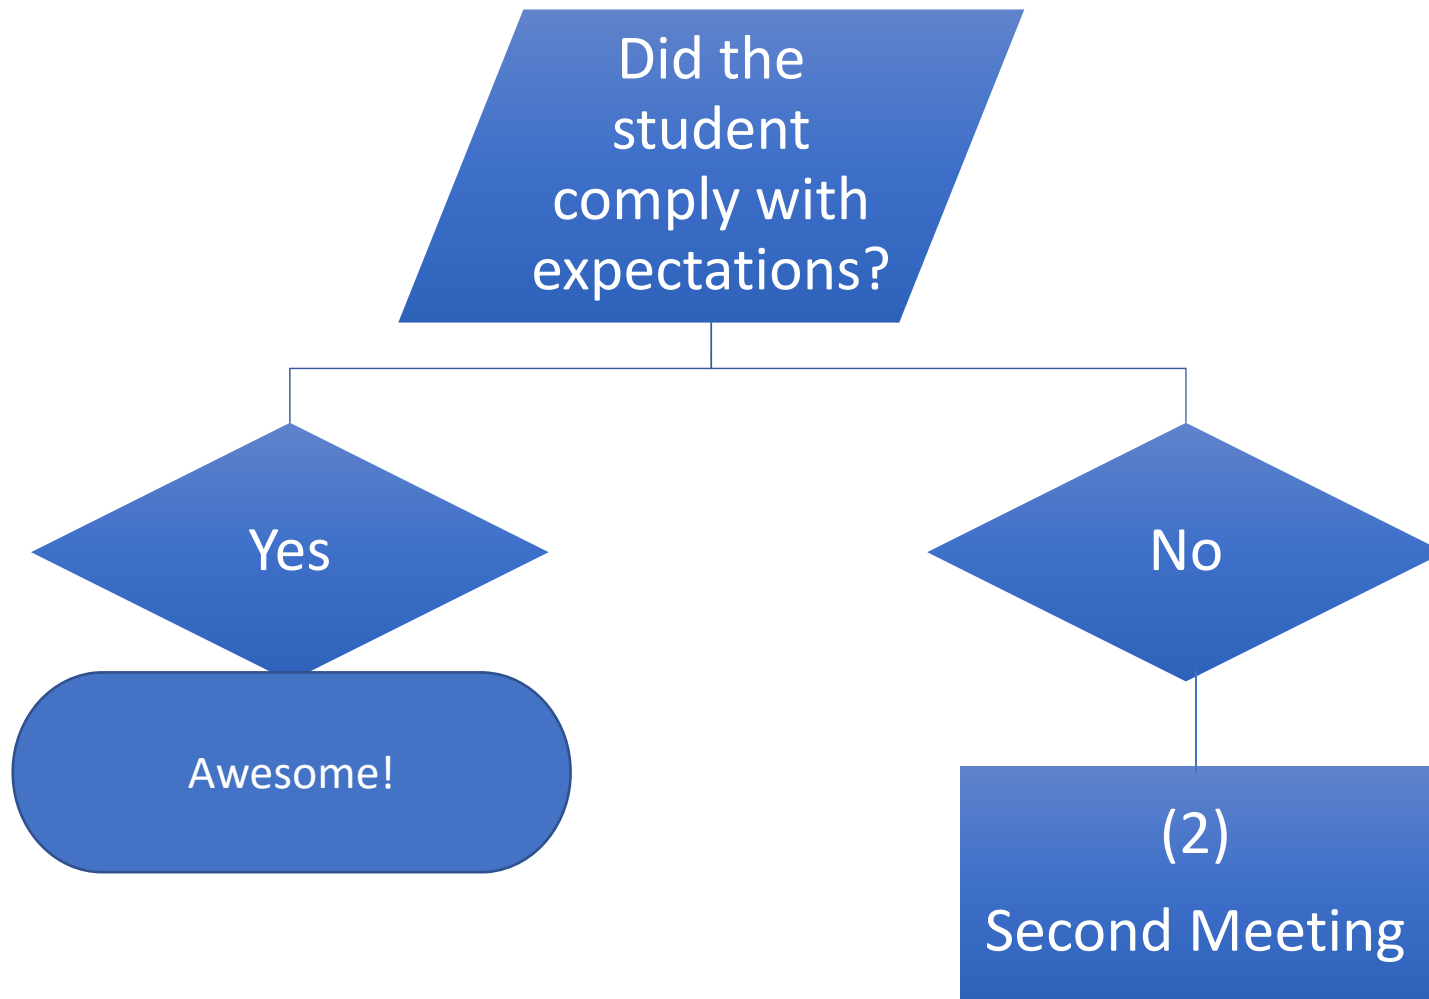 Did the
student
comply with
expectations?
Yes
No
Awesome!
(2)
Second Meeting